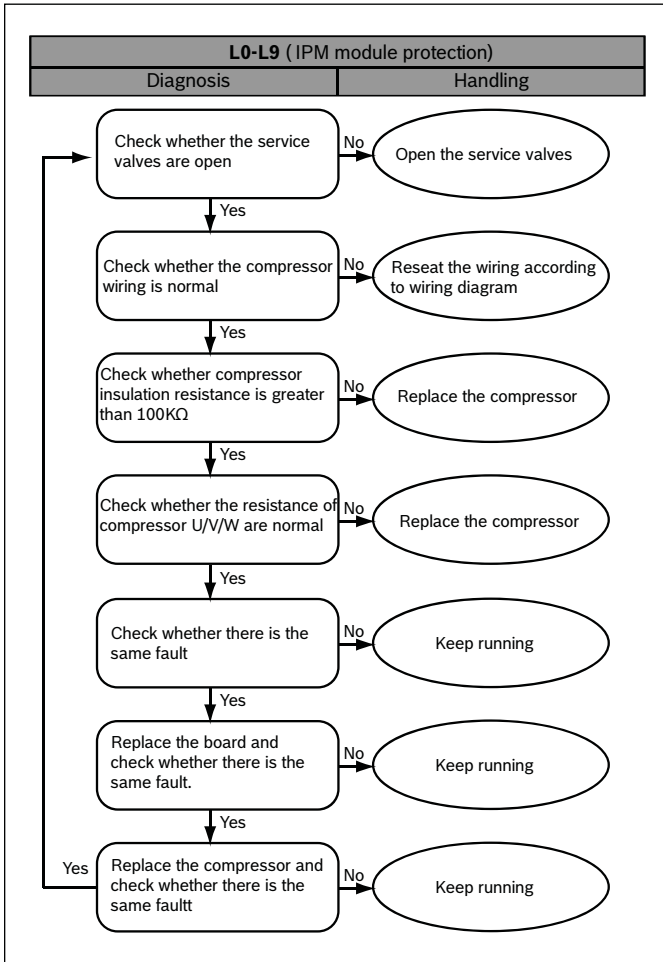 L0-L9 ( IPM module protection)
Diagnosis
Handling
Check whether the service
valves are open
No
Open the service valves
Yes
Check whether the compressor
wiring is normal
No
Reseat the wiring according
to wiring diagram
Yes
Check whether compressor
insulation resistance is greater
than 100KΩ
No
Replace the compressor
Yes
Check whether the resistance of
compressor U/V/W are normal
No
Replace the compressor
Yes
Check whether there is the
same fault
No
Keep running
Yes
Replace the board and
check whether there is the
same fault.
No
Keep running
Yes
Yes
Replace the compressor and
check whether there is the
same faultt
No
Keep running